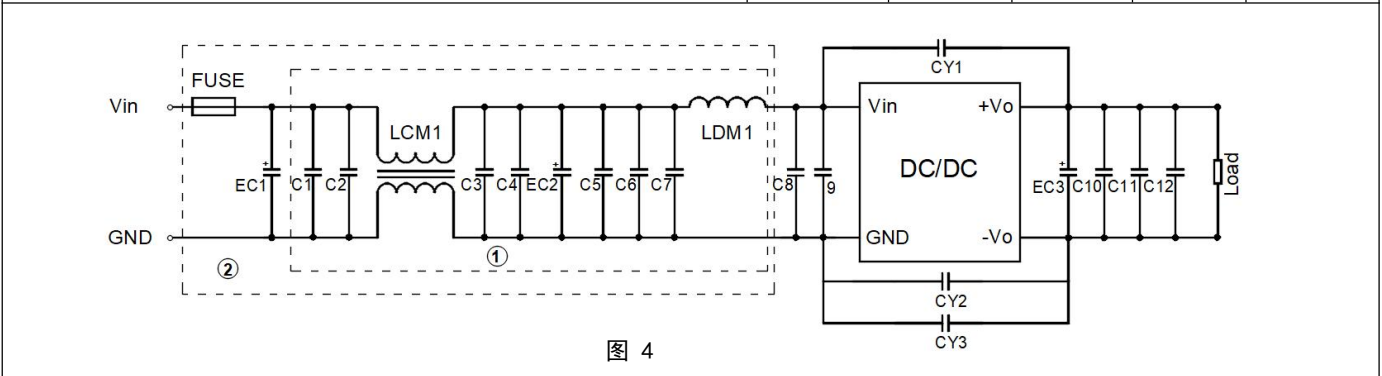 CY1
FUSE
Vin
LCM1
LDM1
Vin +Vo
DC/DC
EC1 C1 C2 C3 C4 EC2 C5 C6 C7 C8 9 EC3 C10 C11 C12 Load
GND
GND -Vo
① ②
CY2
CY3
图 4